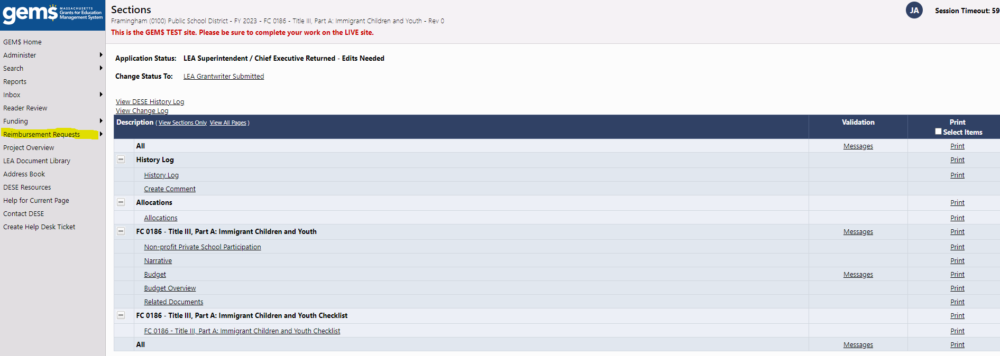 gem$ MASSACHUSETTS
Grants for Education
Management System
Sections
Framingham (0100) Public School District - FY 2023 - FC 0186 - Title III, Part A: Immigrant Children and Youth - Rev 0
This is the GEM$ TEST site. Please be sure to complete your work on the LIVE site.
JA
Session Timeout: 59
GEM$ Home
Administer
Search
Reports
Inbox
Reader Review
Funding
Reimbursement Requests
Project Overview
LEA Document Library
Address Book
DESE Resources
Help for Current Page
Contact DESE
Create Help Desk Ticket
Application Status: LEA Superintendent / Chief Executive Returned - Edits Needed
Change Status To: LEA Grantwriter Submitted
View DESE History Log
View Change Log
Description ( View Sections Only View All Pages ) Validation Print
Select Items
All Messages Print
History Log Print
History Log Print
Create Comment
Allocations Print
Allocations Print
FC 0186 - Title III, Part A: Immigrant Children and Youth Messages Print
Non-profit Private School Participation Print
Narrative Print
Budget Messages Print
Budget Overview Print
Related Documents Print
FC 0186 - Title III, Part A: Immigrant Children and Youth Checklist Print
FC 0186 - Title III, Part A: Immigrant Children and Youth Checklist Print
All Messages Print